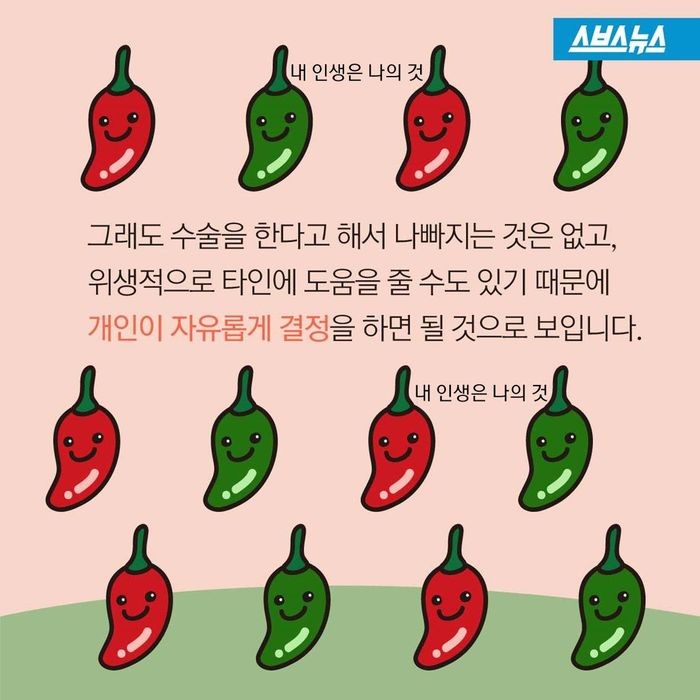 스브스뉴스
내 인생은 나의 것
그래도 수술을 한다고 해서 나빠지는 것은 없고,
위생적으로 타인에 도움을 줄 수도 있기 때문에
개인이 자유롭게 결정을 하면 될 것으로 보입니다.
내 인생은 나의 것